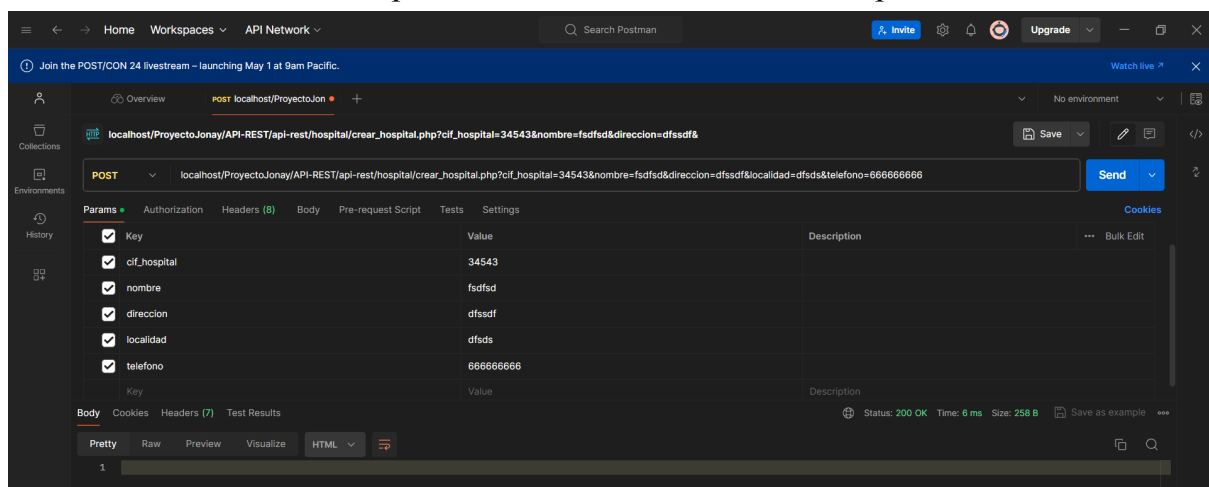 Home Workspaces API Network Search Postman Invite Upgrade
Join the POST/CON 24 livestream – launching May 1 at 9am Pacific. Watch live
Overview POST localhost/ProyectoJon No environment
HTTP localhost/ProyectoJonay/API-REST/api-rest/hospital/crear_hospital.php?cif_hospital=34543&nombre=fsdfsd&direccion=dfssdf& Save
Collections
POST localhost/ProyectoJonay/API-REST/api-rest/hospital/crear_hospital.php?cif_hospital=34543&nombre=fsdfsd&direccion=dfssdf&localidad=dfsds&telefono=666666666 Send
Environments
Params Authorization Headers (8) Body Pre-request Script Tests Settings Cookies
History
Key Value Description Bulk Edit
cif_hospital 34543
nombre fsdfsd
direccion dfssdf
localidad dfsds
telefono 666666666
Key Value Description
Body Cookies Headers (7) Test Results Status: 200 OK Time: 6 ms Size: 258 B Save as example
Pretty Raw Preview Visualize HTML
1